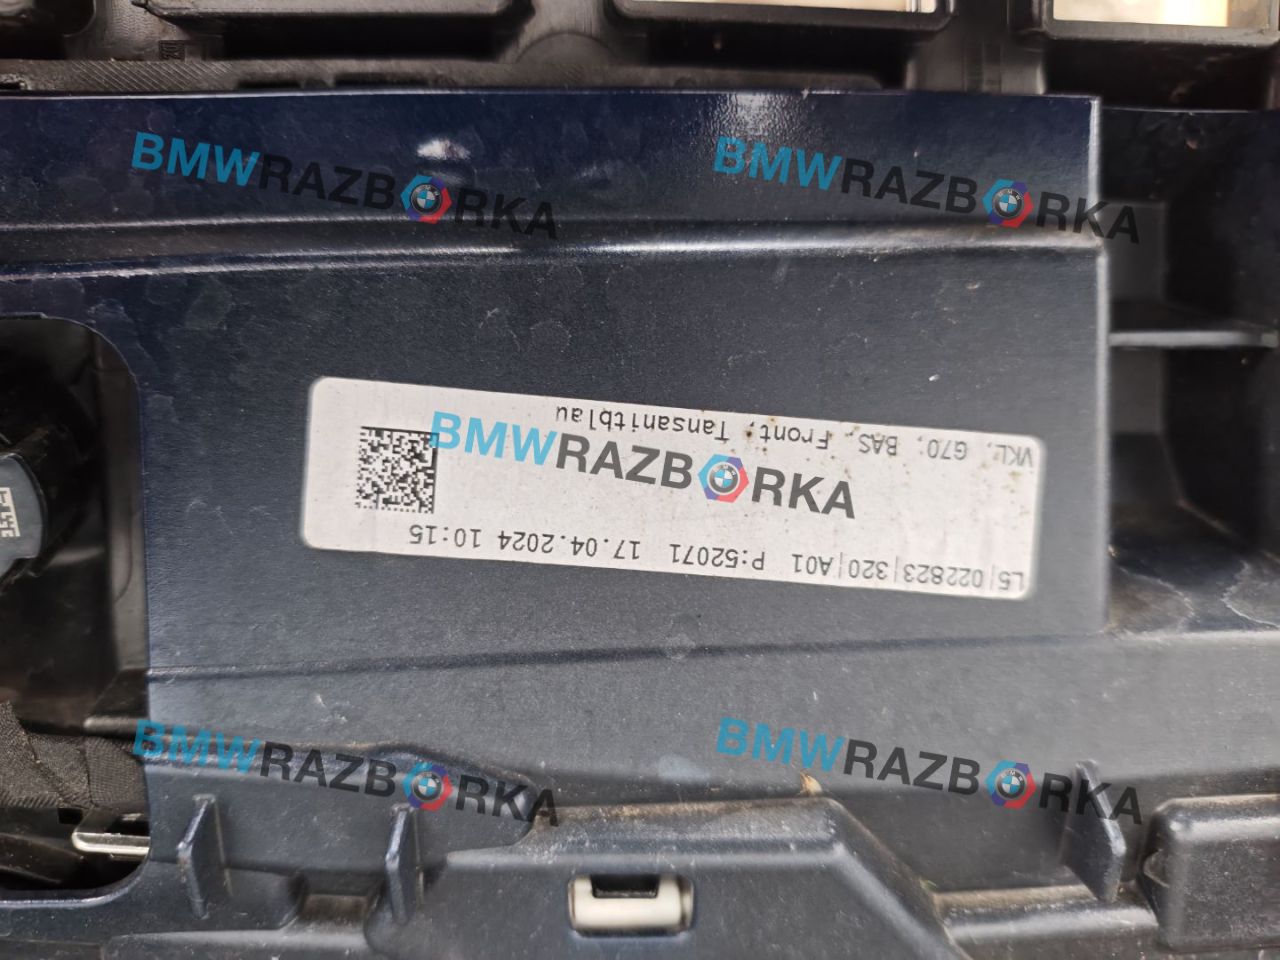 BMWRAZBORKA
BMWRAZBORKA
VKL, G70, BAS, Front, Tansanitblau
BMWRAZBORKA
L5|022823|320|A01 P:52071 17.04.2024 10:15
BMWRAZBORKA
BMWRAZBORKA